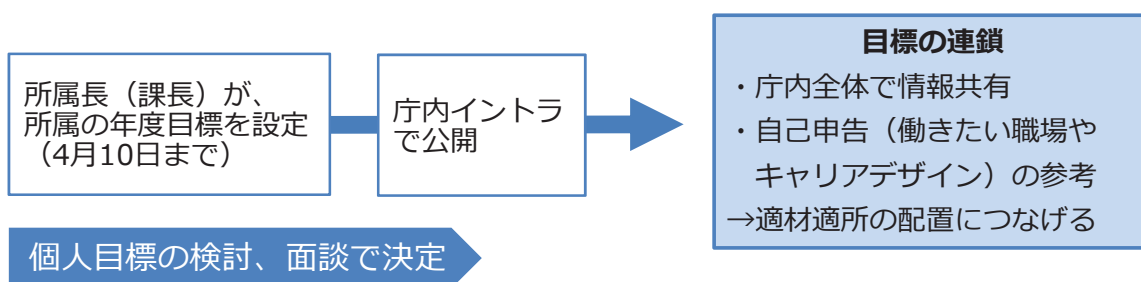 所属長（課長）が、
所属の年度目標を設定
（4月10日まで）
庁内イントラ
で公開
目標の連鎖
・庁内全体で情報共有
・自己申告（働きたい職場や
キャリアデザイン）の参考
→適材適所の配置につなげる
個人目標の検討、面談で決定